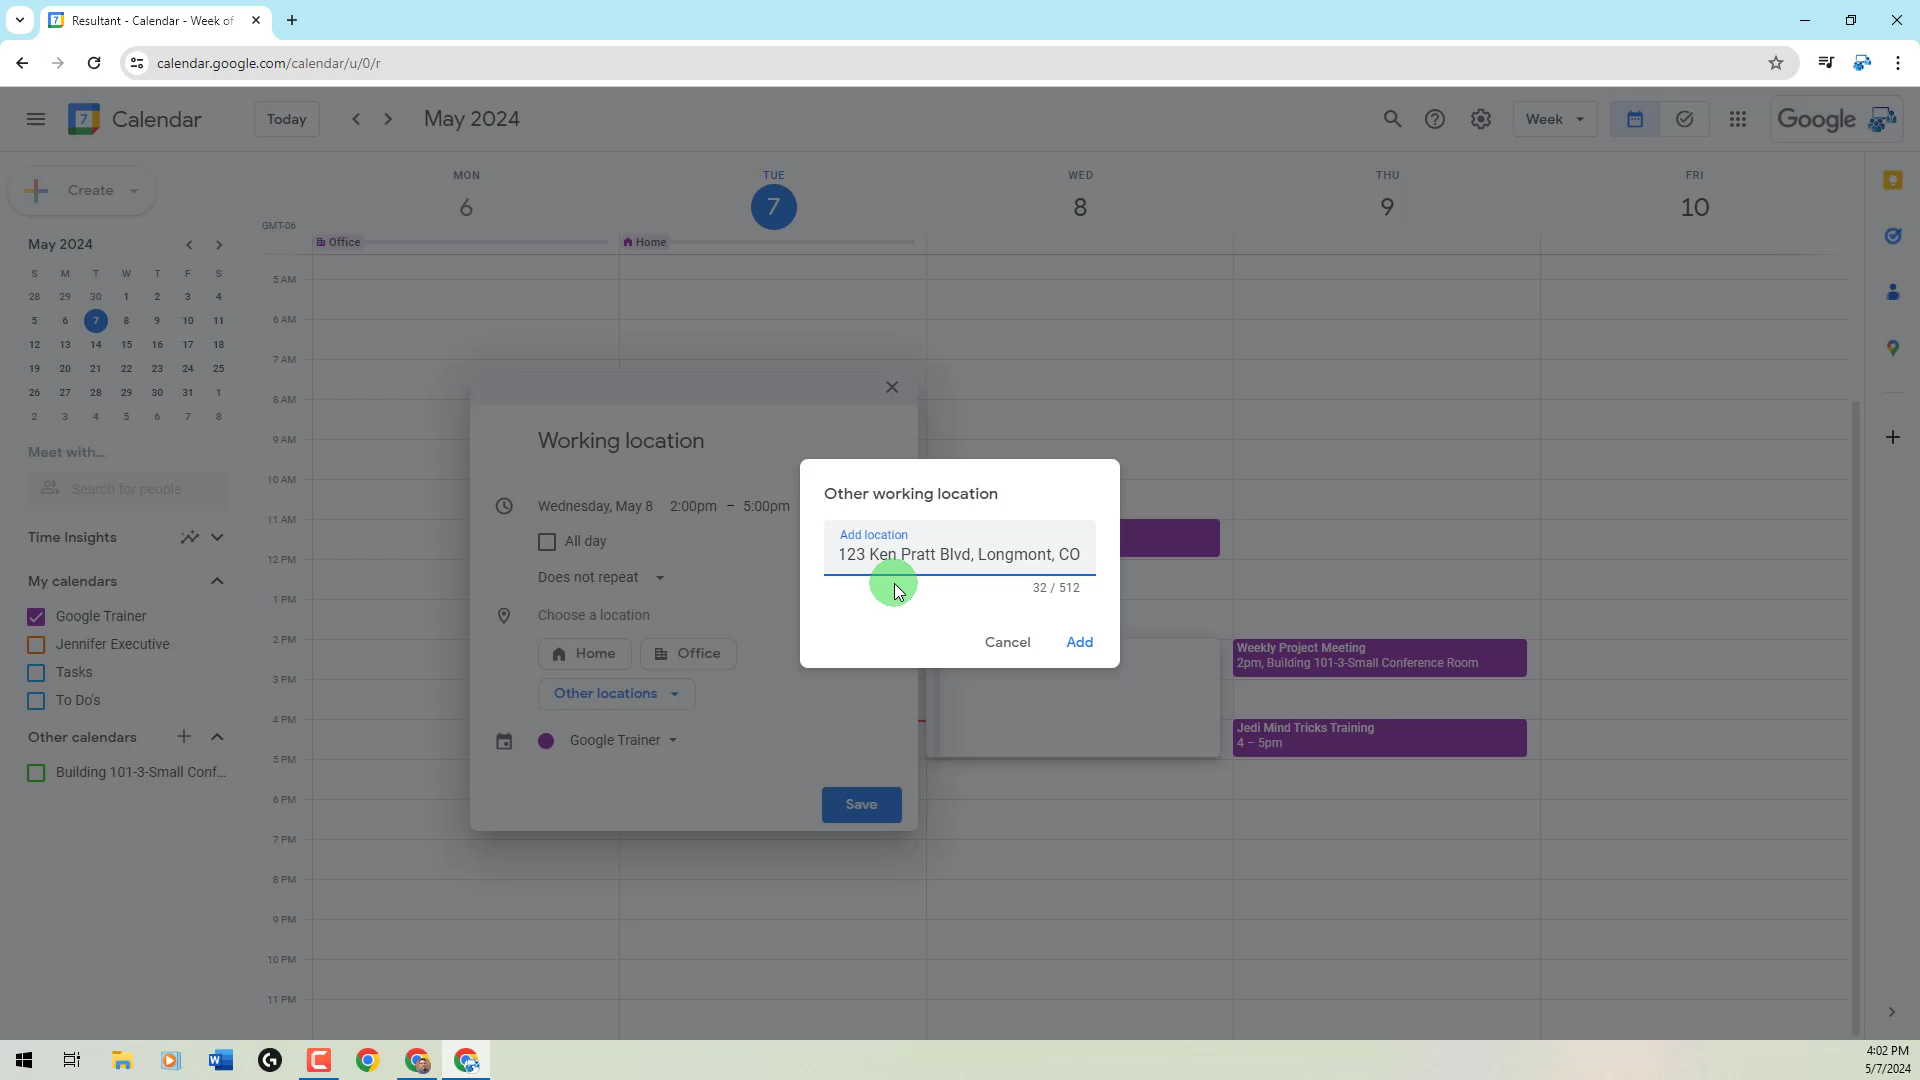 Resultant - Calendar - Week of
calendar.google.com/calendar/u/0/r
7 Calendar
Today
May 2024
Week
Google
Create
MON
TUE
WED
THU
FRI
6
7
8
9
10
GMT-06
Office
Home
May 2024
S M T W T F S
28 29 30 1 2 3 4
5 6 7 8 9 10 11
12 13 14 15 16 17 18
19 20 21 22 23 24 25
26 27 28 29 30 31 1
2 3 4 5 6 7 8
Meet with...
Search for people
Time Insights
My calendars
Google Trainer
Jennifer Executive
Tasks
To Do's
Other calendars
Building 101-3-Small Conf...
5 AM
6 AM
7 AM
8 AM
9 AM
10 AM
11 AM
12 PM
1 PM
2 PM
3 PM
4 PM
5 PM
6 PM
7 PM
8 PM
9 PM
10 PM
11 PM
Working location
Wednesday, May 8 2:00pm – 5:00pm
All day
Does not repeat
Choose a location
Home
Office
Other locations
Google Trainer
Save
Other working location
Add location
123 Ken Pratt Blvd, Longmont, CO
32 / 512
Cancel
Add
Weekly Project Meeting
2pm, Building 101-3-Small Conference Room
Jedi Mind Tricks Training
4 – 5pm
4:02 PM
5/7/2024